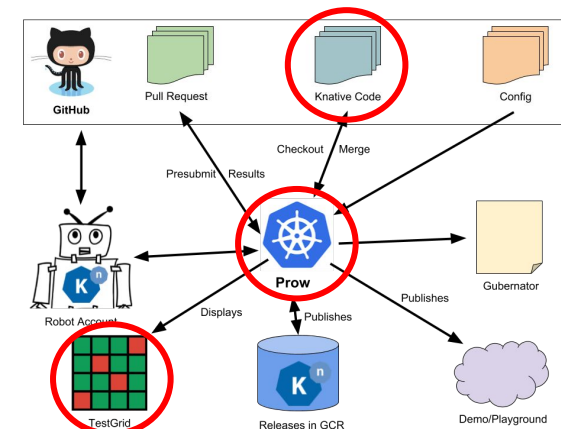 GitHub
Pull Request
Knative Code
Config
Checkout Merge
Presubmit Results
Prow
Gubernator
K n
Robot Account
Displays
Publishes
Publishes
K n
TestGrid
Releases in GCR
Demo/Playground